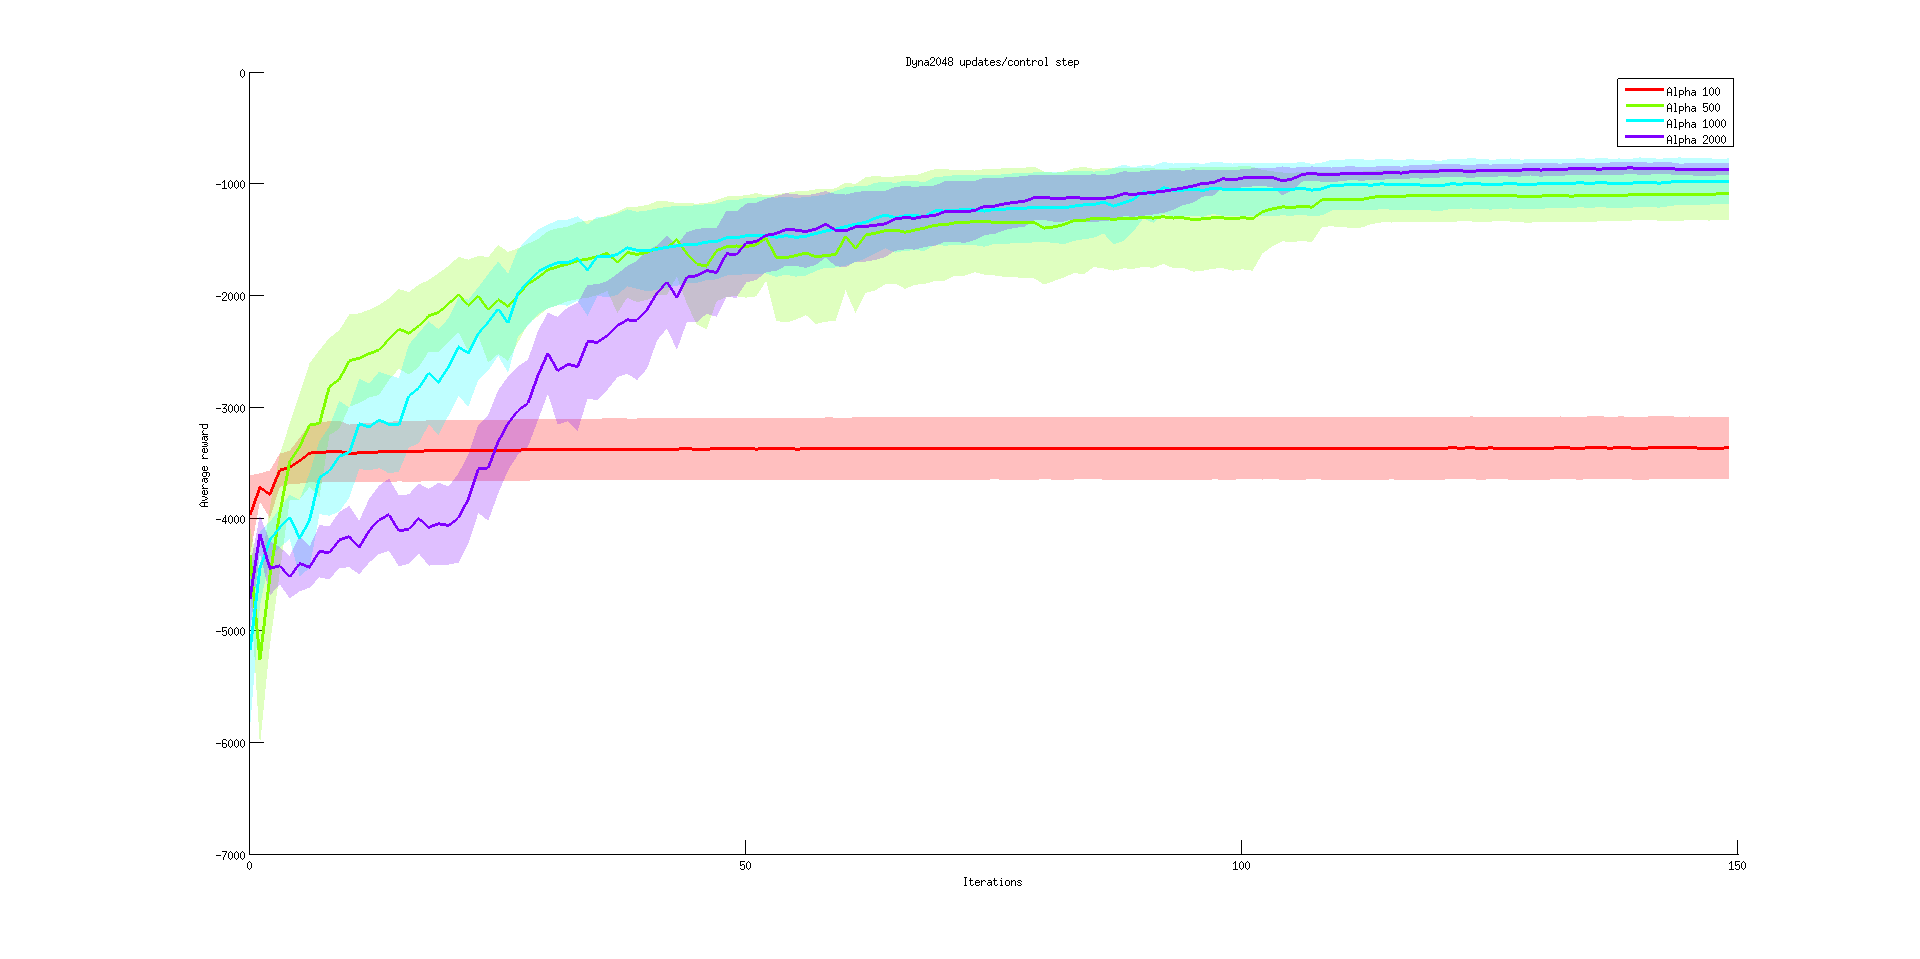 Dyna2048 updates/control step
Alpha 100
Alpha 500
Alpha 1000
Alpha 2000
Average reward
0
-1000
-2000
-3000
-4000
-5000
-6000
-7000
0
50
100
150
Iterations